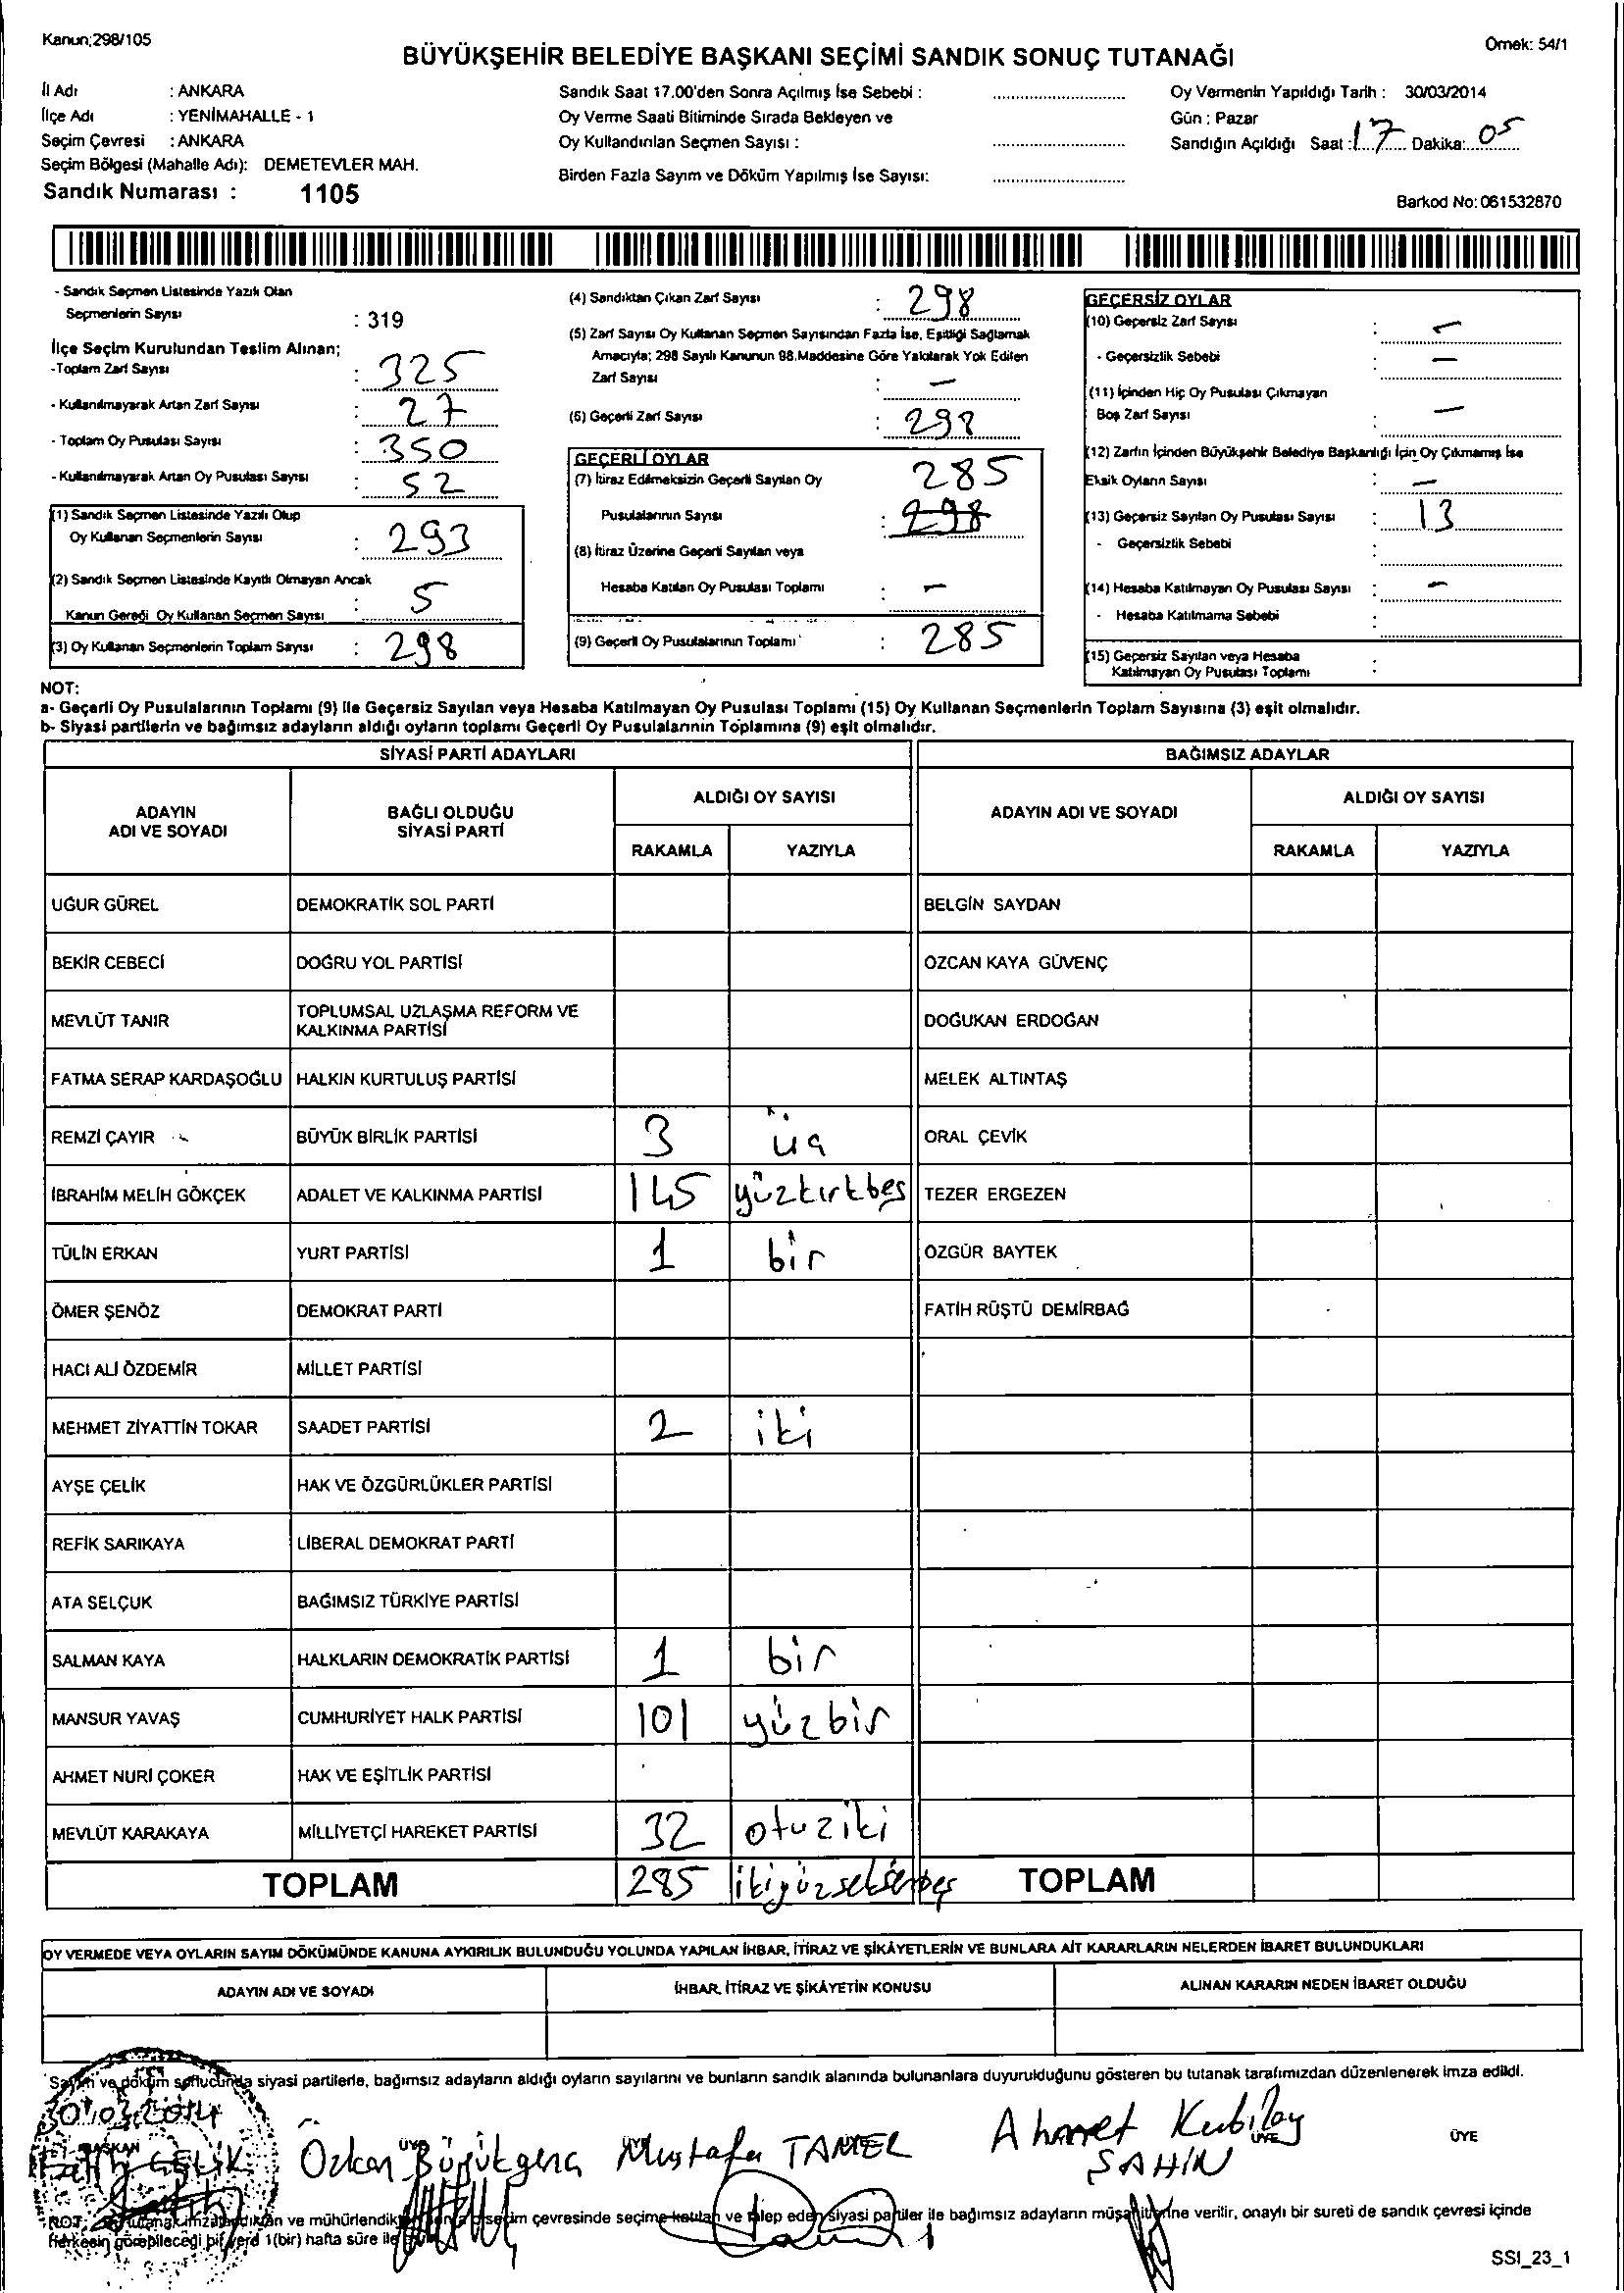 Kanun;298/105
Örnek: 54/1
BÜYÜKŞEHİR BELEDİYE BAŞKANI SEÇİMİ SANDIK SONUÇ TUTANAĞI
İl Adı : ANKARA
İlçe Adı : YENİMAHALLE - 1
Seçim Çevresi : ANKARA
Seçim Bölgesi (Mahalle Adı): DEMETEVLER MAH.
Sandık Numarası : 1105
Sandık Saat 17.00'den Sonra Açılmış İse Sebebi :
Oy Verme Saati Bitiminde Sırada Bekleyen ve
Oy Kullandırılan Seçmen Sayısı :
Birden Fazla Sayım ve Döküm Yapılmış İse Sayısı:
Oy Vermenin Yapıldığı Tarih : 30/03/2014
Gün : Pazar
Sandığın Açıldığı Saat : 17 Dakika: 05
Barkod No: 061532870
- Sandık Seçmen Listesinde Yazılı Olan
Seçmenlerin Sayısı : 319
İlçe Seçim Kurulundan Teslim Alınan;
-Toplam Zarf Sayısı : 325
- Kullanılmayarak Artan Zarf Sayısı : 27
- Toplam Oy Pusulası Sayısı : 350
- Kullanılmayarak Artan Oy Pusulası Sayısı : 52
(1) Sandık Seçmen Listesinde Yazılı Olup
Oy Kullanan Seçmenlerin Sayısı : 293
(2) Sandık Seçmen Listesinde Kayıtlı Olmayan Ancak
Kanun Gereği Oy Kullanan Seçmen Sayısı : 5
(3) Oy Kullanan Seçmenlerin Toplam Sayısı : 298
(4) Sandıktan Çıkan Zarf Sayısı : 298
(5) Zarf Sayısı Oy Kullanan Seçmen Sayısından Fazla İse, Eşitliği Sağlamak
Amacıyla; 298 Sayılı Kanunun 98.Maddesine Göre Yakılarak Yok Edilen
Zarf Sayısı : -
(6) Geçerli Zarf Sayısı : 298
GEÇERLİ OYLAR
(7) İtiraz Edilmeksizin Geçerli Sayılan Oy 285
Pusulalarının Sayısı : 298
(8) İtiraz Üzerine Geçerli Sayılan veya
Hesaba Katılan Oy Pusulası Toplamı : -
(9) Geçerli Oy Pusulalarının Toplamı : 285
GEÇERSİZ OYLAR
(10) Geçersiz Zarf Sayısı : -
- Geçersizlik Sebebi : -
(11) İçinden Hiç Oy Pusulası Çıkmayan
Boş Zarf Sayısı : -
(12) Zarfın İçinden Büyükşehir Belediye Başkanlığı İçin Oy Çıkmamış İse
Eksik Oyların Sayısı : -
(13) Geçersiz Sayılan Oy Pusulası Sayısı : 13
- Geçersizlik Sebebi :
(14) Hesaba Katılmayan Oy Pusulası Sayısı : -
- Hesaba Katılmama Sebebi :
(15) Geçersiz Sayılan veya Hesaba
Katılmayan Oy Pusulası Toplamı :
NOT:
a- Geçerli Oy Pusulalarının Toplamı (9) İle Geçersiz Sayılan veya Hesaba Katılmayan Oy Pusulası Toplamı (15) Oy Kullanan Seçmenlerin Toplam Sayısına (3) eşit olmalıdır.
b- Siyasi partilerin ve bağımsız adayların aldığı oyların toplamı Geçerli Oy Pusulalarının Toplamına (9) eşit olmalıdır.
SİYASİ PARTİ ADAYLARI BAĞIMSIZ ADAYLAR
ADAYIN ADI VE SOYADI BAĞLI OLDUĞU SİYASİ PARTİ ALDIĞI OY SAYISI ADAYIN ADI VE SOYADI ALDIĞI OY SAYISI
RAKAMLA YAZIYLA RAKAMLA YAZIYLA
UĞUR GÜREL DEMOKRATİK SOL PARTİ BELGİN SAYDAN
BEKİR CEBECİ DOĞRU YOL PARTİSİ ÖZCAN KAYA GÜVENÇ
MEVLÜT TANIR TOPLUMSAL UZLAŞMA REFORM VE KALKINMA PARTİSİ DOĞUKAN ERDOĞAN
FATMA SERAP KARDAŞOĞLU HALKIN KURTULUŞ PARTİSİ MELEK ALTINTAŞ
REMZİ ÇAYIR BÜYÜK BİRLİK PARTİSİ 3 üç ORAL ÇEVİK
İBRAHİM MELİH GÖKÇEK ADALET VE KALKINMA PARTİSİ 145 yüzkırkbeş TEZER ERGEZEN
TÜLİN ERKAN YURT PARTİSİ 1 bir ÖZGÜR BAYTEK
ÖMER ŞENÖZ DEMOKRAT PARTİ FATİH RÜŞTÜ DEMİRBAĞ
HACI ALİ ÖZDEMİR MİLLET PARTİSİ
MEHMET ZİYATTİN TOKAR SAADET PARTİSİ 2 iki
AYŞE ÇELİK HAK VE ÖZGÜRLÜKLER PARTİSİ
REFİK SARIKAYA LİBERAL DEMOKRAT PARTİ
ATA SELÇUK BAĞIMSIZ TÜRKİYE PARTİSİ
SALMAN KAYA HALKLARIN DEMOKRATİK PARTİSİ 1 bir
MANSUR YAVAŞ CUMHURİYET HALK PARTİSİ 101 yüzbir
AHMET NURİ ÇOKER HAK VE EŞİTLİK PARTİSİ
MEVLÜT KARAKAYA MİLLİYETÇİ HAREKET PARTİSİ 32 otuziki
TOPLAM 285 ikiyüzseksenbeş TOPLAM
OY VERMEDE VEYA OYLARIN SAYIM DÖKÜMÜNDE KANUNA AYKIRILIK BULUNDUĞU YOLUNDA YAPILAN İHBAR, İTİRAZ VE ŞİKÂYETLERİN VE BUNLARA AİT KARARLARIN NELERDEN İBARET BULUNDUKLARI
ADAYIN ADI VE SOYADI İHBAR, İTİRAZ VE ŞİKÂYETİN KONUSU ALINAN KARARIN NEDEN İBARET OLDUĞU
Sayım ve döküm sonucunda siyasi partilerle, bağımsız adayların aldığı oyların sayılarını ve bunların sandık alanında bulunanlara duyurulduğunu gösteren bu tutanak tarafımızdan düzenlenerek imza edildi.
30.03.2014
BAŞKAN ÜYE ÜYE ÜYE
ÇELİK Özkan Büyükgenç Mustafa TAMER Ahmet Kubilay
ŞAHİN
NOT: ve çevresinde seçime katılan ve talep eden siyasi partiler ile bağımsız adayların müşahitlerine verilir, onaylı bir sureti de sandık çevresi içinde
herkesin görebileceği bir yerd 1(bir) hafta süre ile
SSI_23_1